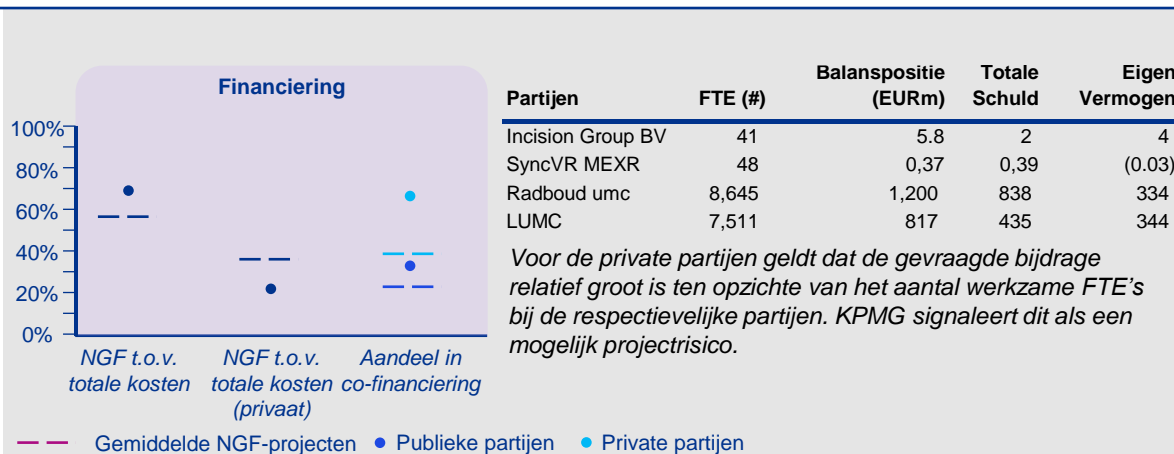 Financiering
100%
80%
60%
40%
20%
0%
NGF t.o.v.
totale kosten
NGF t.o.v.
totale kosten
(privaat)
Aandeel in
co-financiering
Gemiddelde NGF-projecten Publieke partijen Private partijen
Partijen FTE (#) Balanspositie (EURm) Totale Schuld Eigen Vermogen
Incision Group BV 41 5.8 2 4
SyncVR MEXR 48 0,37 0,39 (0.03)
Radboud umc 8,645 1,200 838 334
LUMC 7,511 817 435 344
Voor de private partijen geldt dat de gevraagde bijdrage
relatief groot is ten opzichte van het aantal werkzame FTE’s
bij de respectievelijke partijen. KPMG signaleert dit als een
mogelijk projectrisico.